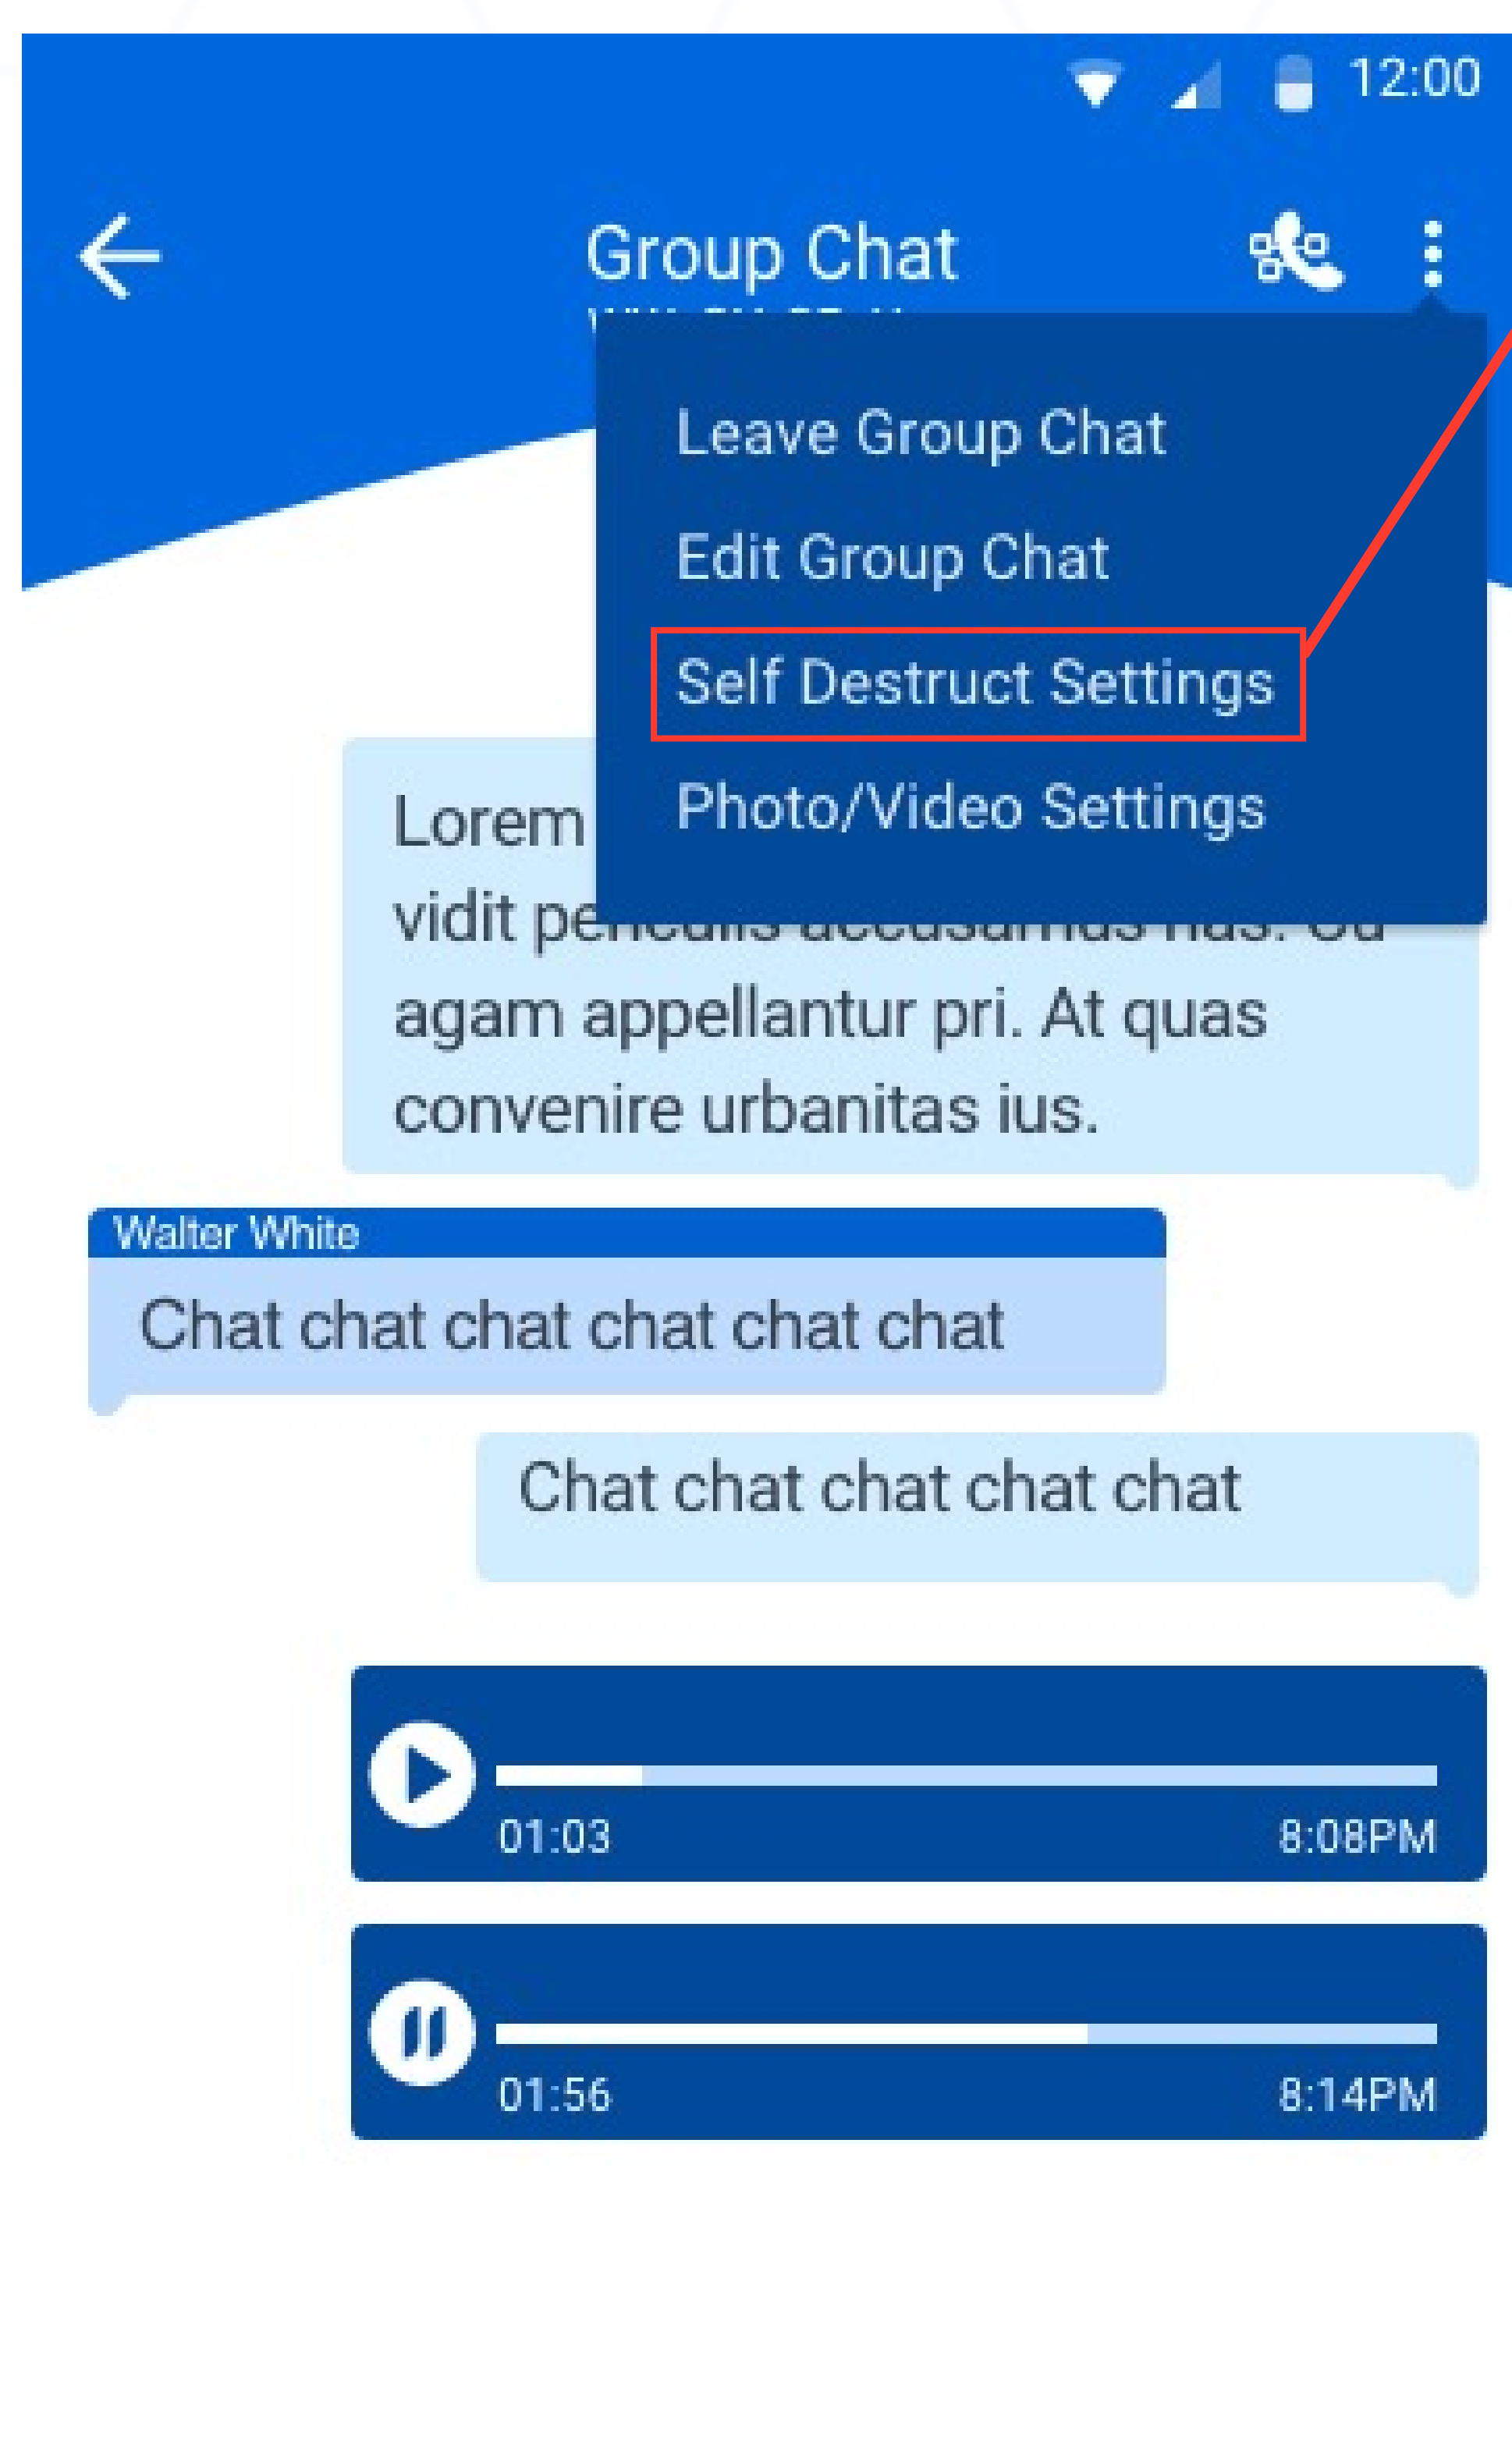 12:00
Group Chat
Leave Group Chat
Edit Group Chat
Self Destruct Settings
Photo/Video Settings
Lorem
vidit
agam appellantur pri. At quas
convenire urbanitas ius.
Walter White
Chat chat chat chat chat chat
Chat chat chat chat chat
01:03
8:08PM
01:56
8:14PM